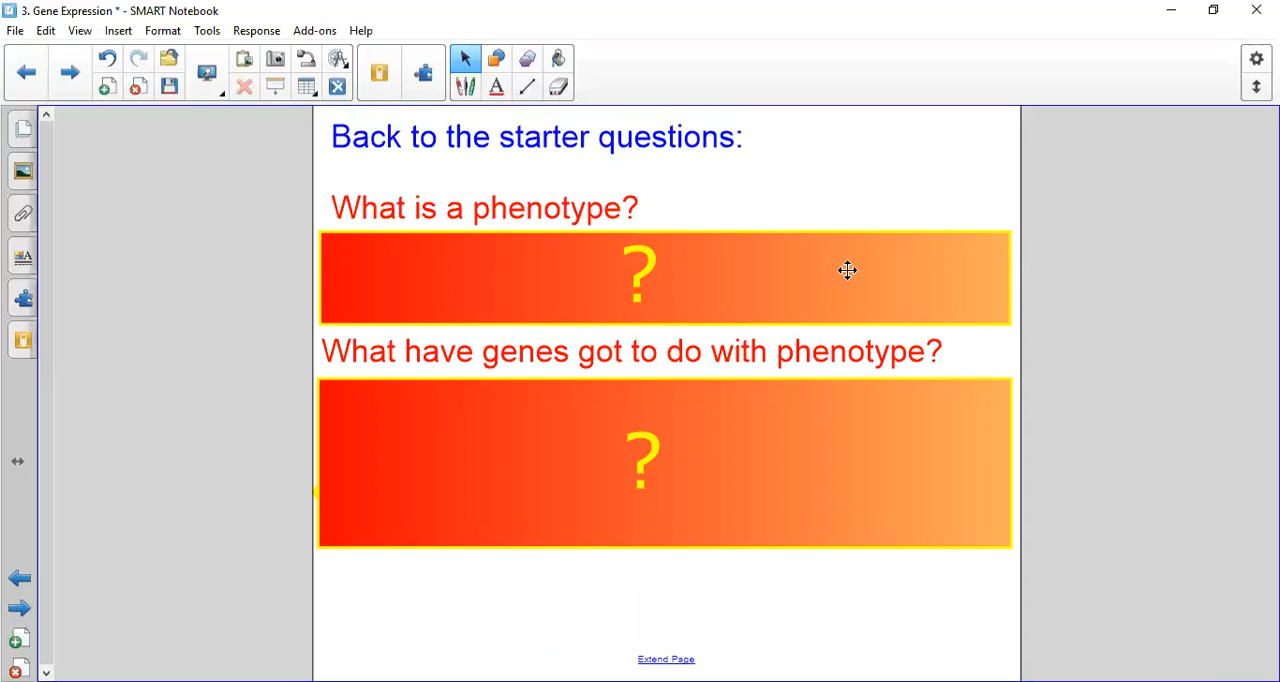 3. Gene Expression * - SMART Notebook
File Edit View Insert Format Tools Response Add-ons Help
Back to the starter questions:
What is a phenotype?
?
What have genes got to do with phenotype?
?
Extend Page